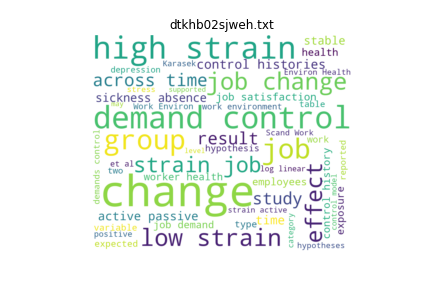 dtkhb02sjweh.txt
high strain
stable
health
Karasek
control histories
depression
across time
job change
Environ Health
stress
supported
sickness absence
job satisfaction
may
Work Environ
work environment
table
demand control
group
result
Scand Work
work
hypothesis
job
demands control
et al
strain job
log linear
level
two
worker health
employees
change
study
effect
exposure
control history
control model
reported
strain active
active passive
time
category
variable
job demand
type
positive
low strain
expected
hypotheses